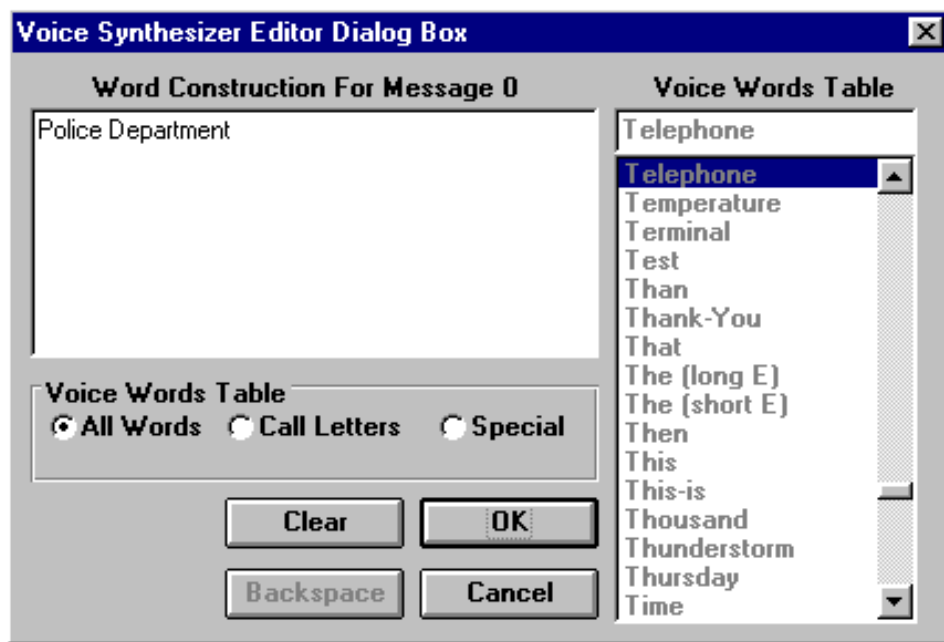 Voice Synthesizer Editor Dialog Box
Word Construction For Message 0
Police Department
Voice Words Table
All Words Call Letters Special
Clear OK
Backspace Cancel
Voice Words Table
Telephone
Telephone
Temperature
Terminal
Test
Than
Thank-You
That
The (long E)
The (short E)
Then
This
This-is
Thousand
Thunderstorm
Thursday
Time